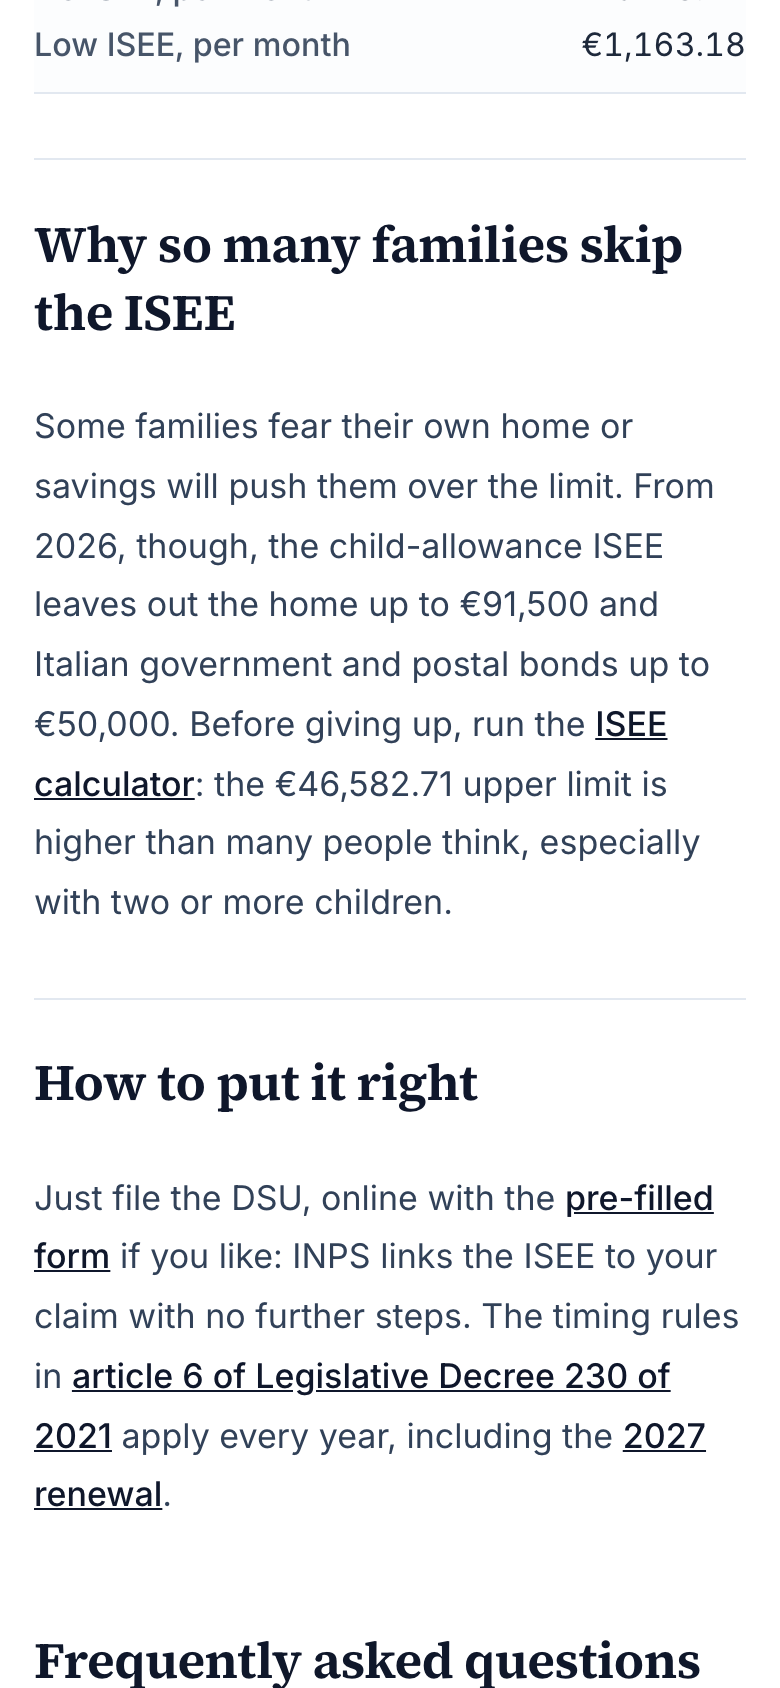 Low ISEE, per month €1,163.18
Why so many families skip
the ISEE
Some families fear their own home or
savings will push them over the limit. From
2026, though, the child-allowance ISEE
leaves out the home up to €91,500 and
Italian government and postal bonds up to
€50,000. Before giving up, run the ISEE
calculator: the €46,582.71 upper limit is
higher than many people think, especially
with two or more children.
How to put it right
Just file the DSU, online with the pre-filled
form if you like: INPS links the ISEE to your
claim with no further steps. The timing rules
in article 6 of Legislative Decree 230 of
2021 apply every year, including the 2027
renewal.
Frequently asked questions